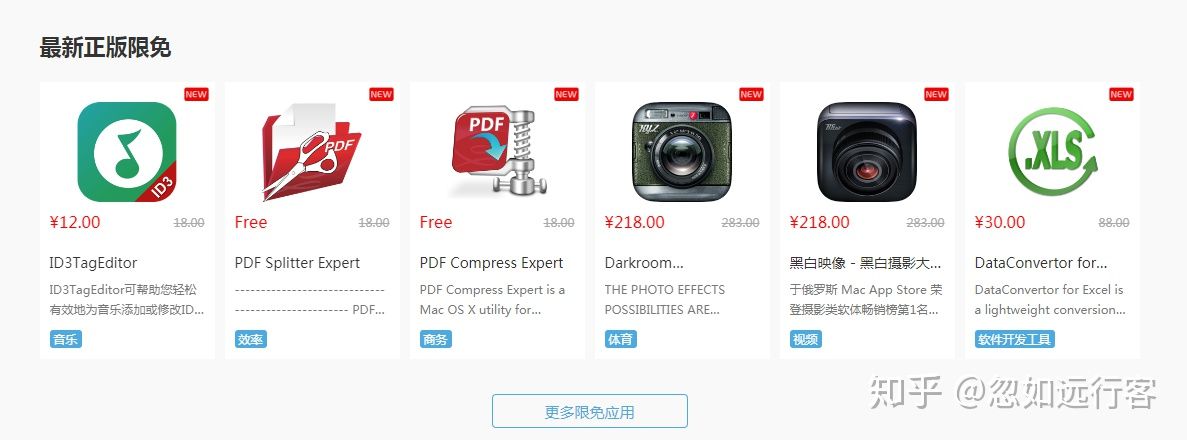 最新正版限免
NEW
NEW
NEW
NEW
NEW
NEW
ID3
PDF
PDF
.XLS
¥12.00 18.00
Free 18.00
Free 18.00
¥218.00 283.00
¥218.00 283.00
¥30.00 88.00
ID3TagEditor
PDF Splitter Expert
PDF Compress Expert
Darkroom...
黑白映像 - 黑白摄影大...
DataConvertor for...
ID3TagEditor可帮助您轻松
有效地为音乐添加或修改ID...
------------------------------
---------------------- PDF...
PDF Compress Expert is a
Mac OS X utility for...
THE PHOTO EFFECTS
POSSIBILITIES ARE...
于俄罗斯 Mac App Store 荣
登摄影类软体畅销榜第1名...
DataConvertor for Excel is
a lightweight conversion...
音乐
效率
商务
体育
视频
软件开发工具
更多限免应用
知乎 @忽如远行客